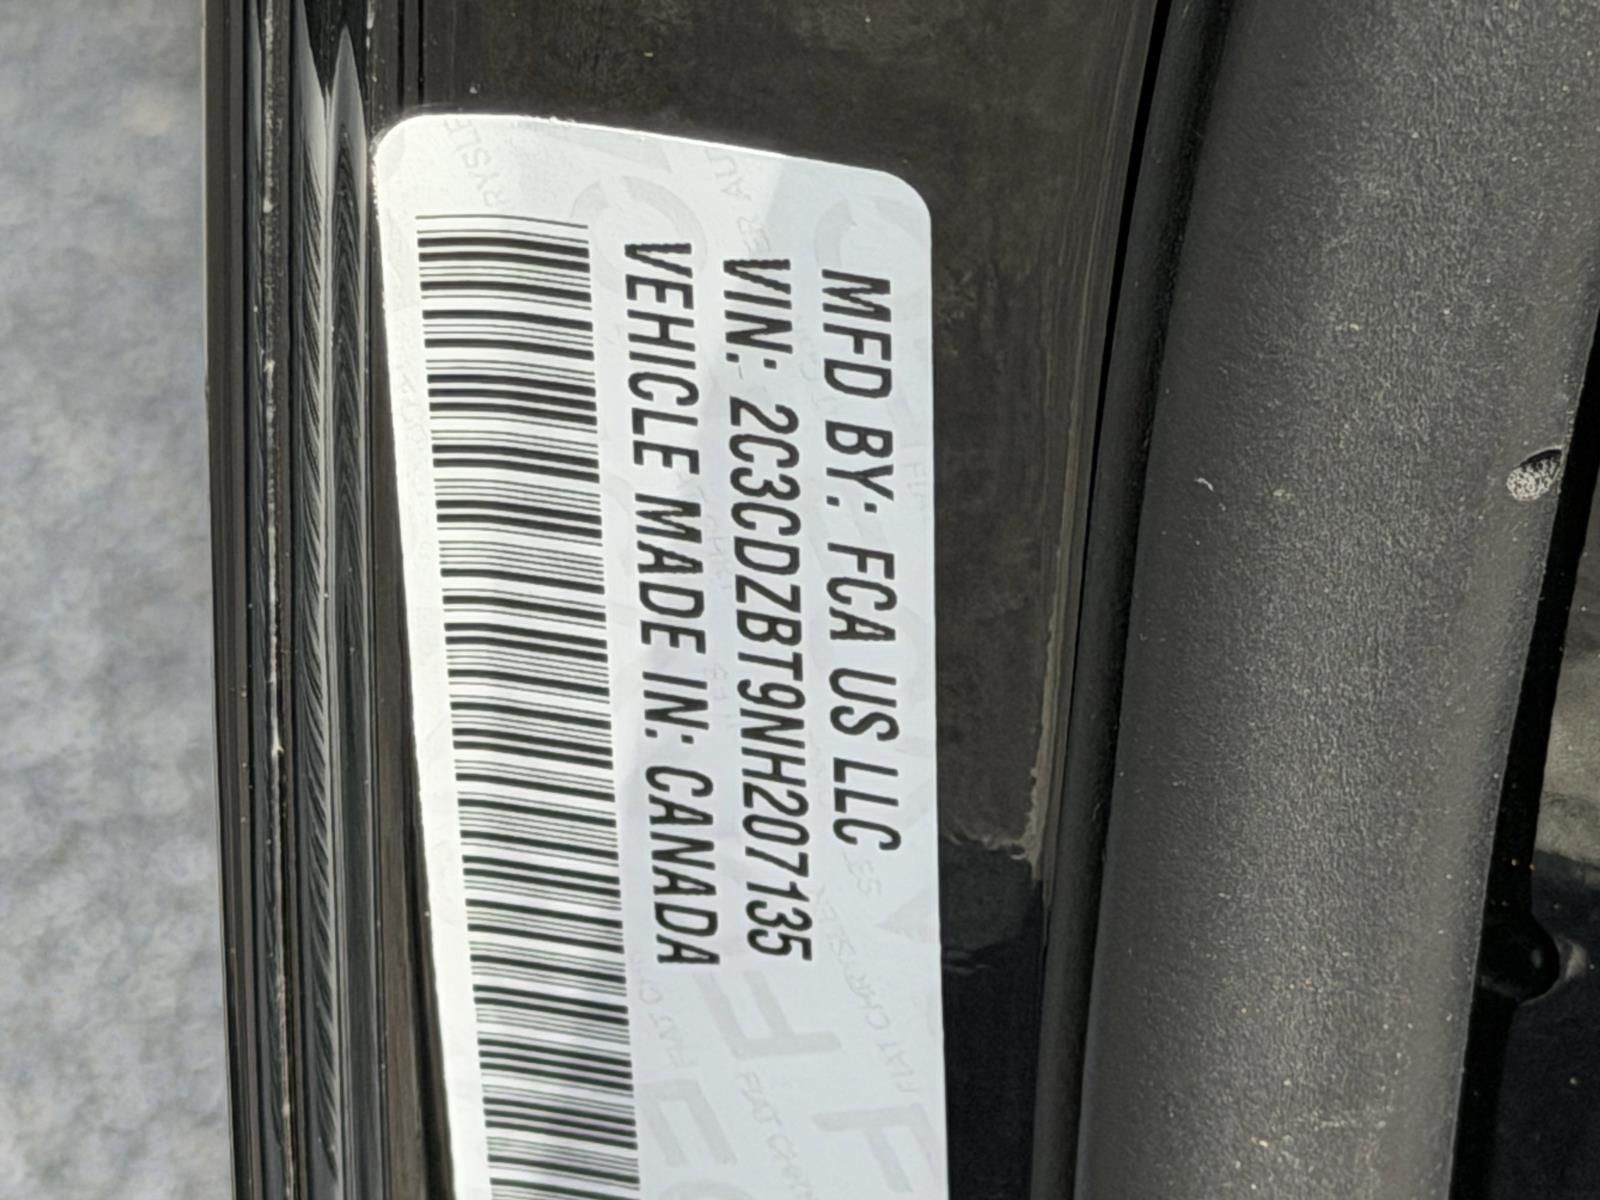 MFD BY: FCA US LLC
VIN: 2C3CDZBT9NH207135
VEHICLE MADE IN: CANADA